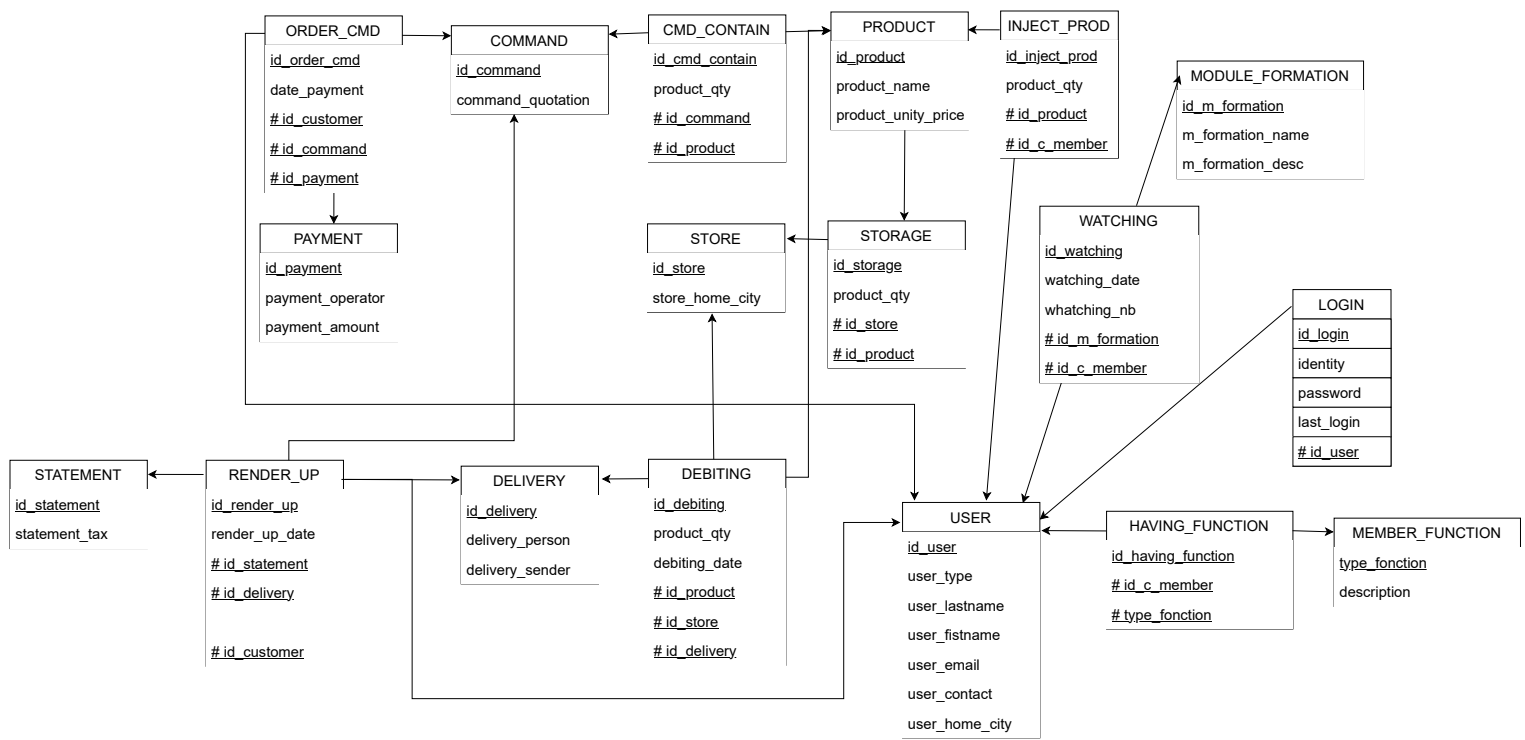 ORDER_CMD
id_order_cmd
date_payment
# id_customer
# id_command
# id_payment
COMMAND
id_command
command_quotation
CMD_CONTAIN
id_cmd_contain
product_qty
# id_command
# id_product
PRODUCT
id_product
product_name
product_unity_price
INJECT_PROD
id_inject_prod
product_qty
# id_product
# id_c_member
MODULE_FORMATION
id_m_formation
m_formation_name
m_formation_desc
PAYMENT
id_payment
payment_operator
payment_amount
STORE
id_store
store_home_city
STORAGE
id_storage
product_qty
# id_store
# id_product
WATCHING
id_watching
watching_date
whatching_nb
# id_m_formation
# id_c_member
LOGIN
id_login
identity
password
last_login
# id_user
STATEMENT
id_statement
statement_tax
RENDER_UP
id_render_up
render_up_date
# id_statement
# id_delivery
# id_customer
DELIVERY
id_delivery
delivery_person
delivery_sender
DEBITING
id_debiting
product_qty
debiting_date
# id_product
# id_store
# id_delivery
USER
id_user
user_type
user_lastname
user_fistname
user_email
user_contact
user_home_city
HAVING_FUNCTION
id_having_function
# id_c_member
# type_fonction
MEMBER_FUNCTION
type_fonction
description